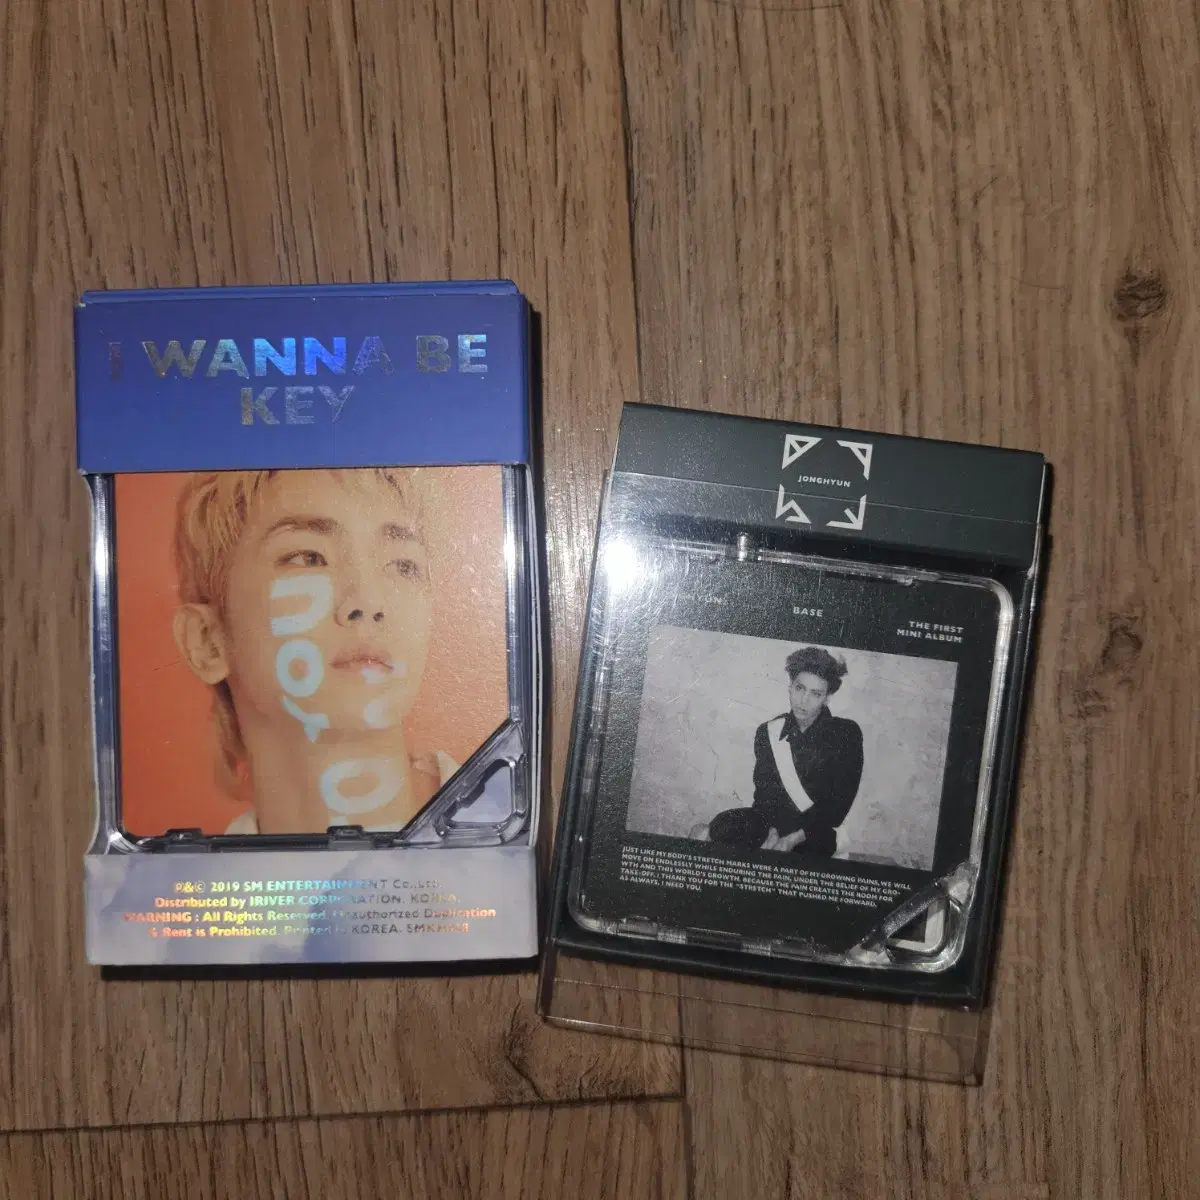 I WANNA BE
KEY
YOU
P&© 2019 SM ENTERTAINMENT Co., Ltd.
Distributed by IRIVER CORPORATION. KOREA.
WARNING : All Rights Reserved. Unauthorized Duplication
& Rent is Prohibited. Printed in KOREA.
JONGHYUN
BASE
THE FIRST
MINI ALBUM
JUST LIKE MY BODY'S STRETCH MARKS WERE A PART OF MY GROWING PAINS, WE WILL
MOVE ON ENDLESSLY WHILE ENDURING THE PAIN, UNDER THE BELIEF OF MY GRO-
WTH AND THIS WORLD'S GROWTH. BECAUSE THE PAIN CREATES THE ROOM FOR
TAKE-OFF. I THANK YOU FOR THE "STRETCH" THAT PUSHED ME FORWARD.
AS ALWAYS, I NEED YOU.